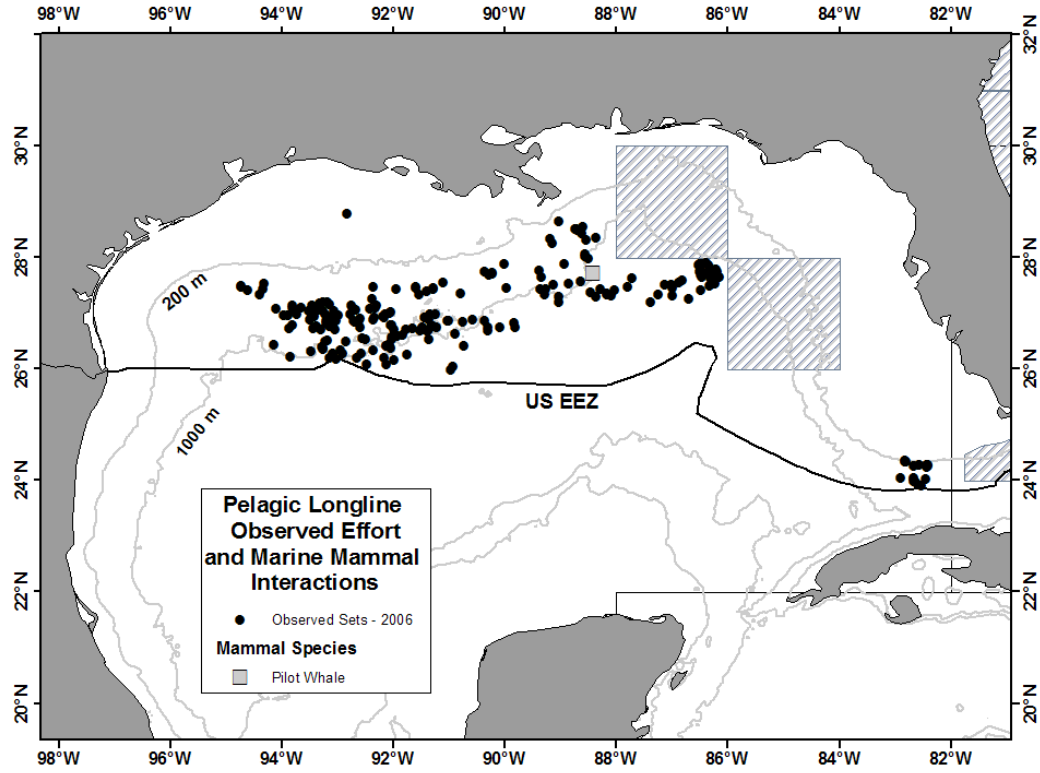 98°W 96°W 94°W 92°W 90°W 88°W 86°W 84°W 82°W
32°N
30°N 30°N
28°N 28°N
200 m
26°N 26°N
US EEZ
1000 m
24°N 24°N
Pelagic Longline
Observed Effort
and Marine Mammal
Interactions
Observed Sets - 2006
Mammal Species
Pilot Whale
22°N 22°N
20°N 20°N
98°W 96°W 94°W 92°W 90°W 88°W 86°W 84°W 82°W